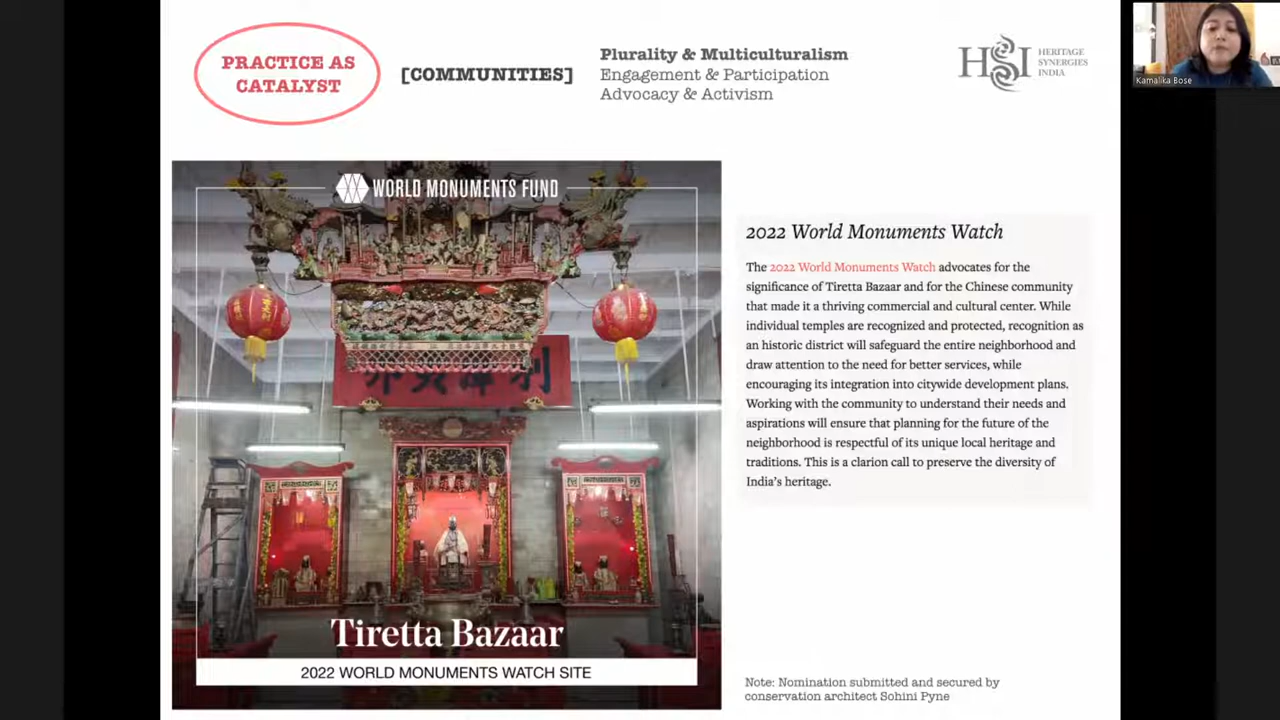 PRACTICE AS
CATALYST
[COMMUNITIES]
Plurality & Multiculturalism
Engagement & Participation
Advocacy & Activism
HSI
HERITAGE
SYNERGIES
INDIA
Kamalika Bose
WORLD MONUMENTS FUND
Tiretta Bazaar
2022 WORLD MONUMENTS WATCH SITE
2022 World Monuments Watch
The 2022 World Monuments Watch advocates for the
significance of Tiretta Bazaar and for the Chinese community
that made it a thriving commercial and cultural center. While
individual temples are recognized and protected, recognition as
an historic district will safeguard the entire neighborhood and
draw attention to the need for better services, while
encouraging its integration into citywide development plans.
Working with the community to understand their needs and
aspirations will ensure that planning for the future of the
neighborhood is respectful of its unique local heritage and
traditions. This is a clarion call to preserve the diversity of
India's heritage.
Note: Nomination submitted and secured by
conservation architect Sohini Pyne